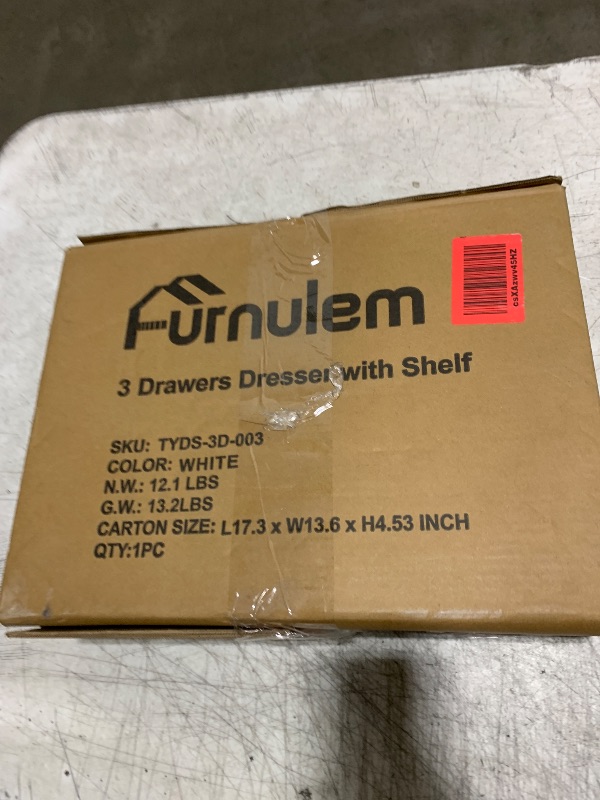 Furnulem
3 Drawers Dresser with Shelf
SKU: TYDS-3D-003
COLOR: WHITE
N.W.: 12.1 LBS
G.W.: 13.2LBS
CARTON SIZE: L17.3 x W13.6 x H4.53 INCH
QTY:1PC
csXAzwv45HZ